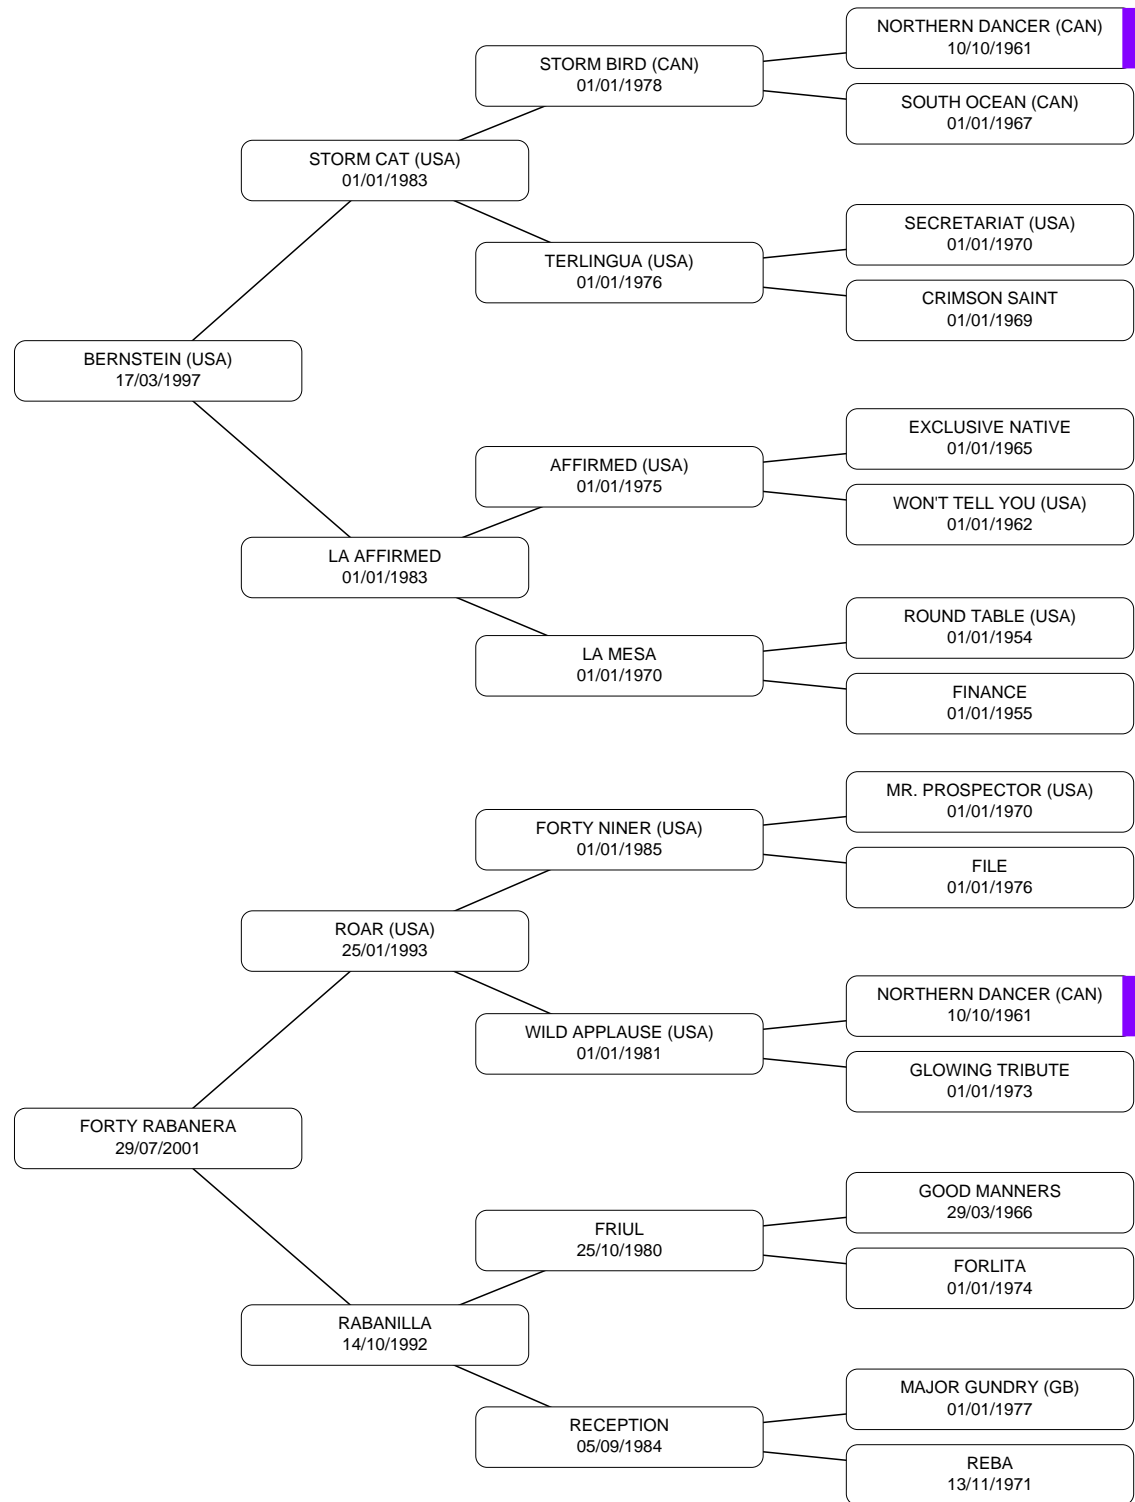 NORTHERN DANCER (CAN)
10/10/1961
STORM BIRD (CAN)
01/01/1978
SOUTH OCEAN (CAN)
01/01/1967
STORM CAT (USA)
01/01/1983
SECRETARIAT (USA)
01/01/1970
TERLINGUA (USA)
01/01/1976
CRIMSON SAINT
01/01/1969
BERNSTEIN (USA)
17/03/1997
EXCLUSIVE NATIVE
01/01/1965
AFFIRMED (USA)
01/01/1975
WON'T TELL YOU (USA)
01/01/1962
LA AFFIRMED
01/01/1983
ROUND TABLE (USA)
01/01/1954
LA MESA
01/01/1970
FINANCE
01/01/1955
MR. PROSPECTOR (USA)
01/01/1970
FORTY NINER (USA)
01/01/1985
FILE
01/01/1976
ROAR (USA)
25/01/1993
NORTHERN DANCER (CAN)
10/10/1961
WILD APPLAUSE (USA)
01/01/1981
GLOWING TRIBUTE
01/01/1973
FORTY RABANERA
29/07/2001
GOOD MANNERS
29/03/1966
FRIUL
25/10/1980
FORLITA
01/01/1974
RABANILLA
14/10/1992
MAJOR GUNDRY (GB)
01/01/1977
RECEPTION
05/09/1984
REBA
13/11/1971